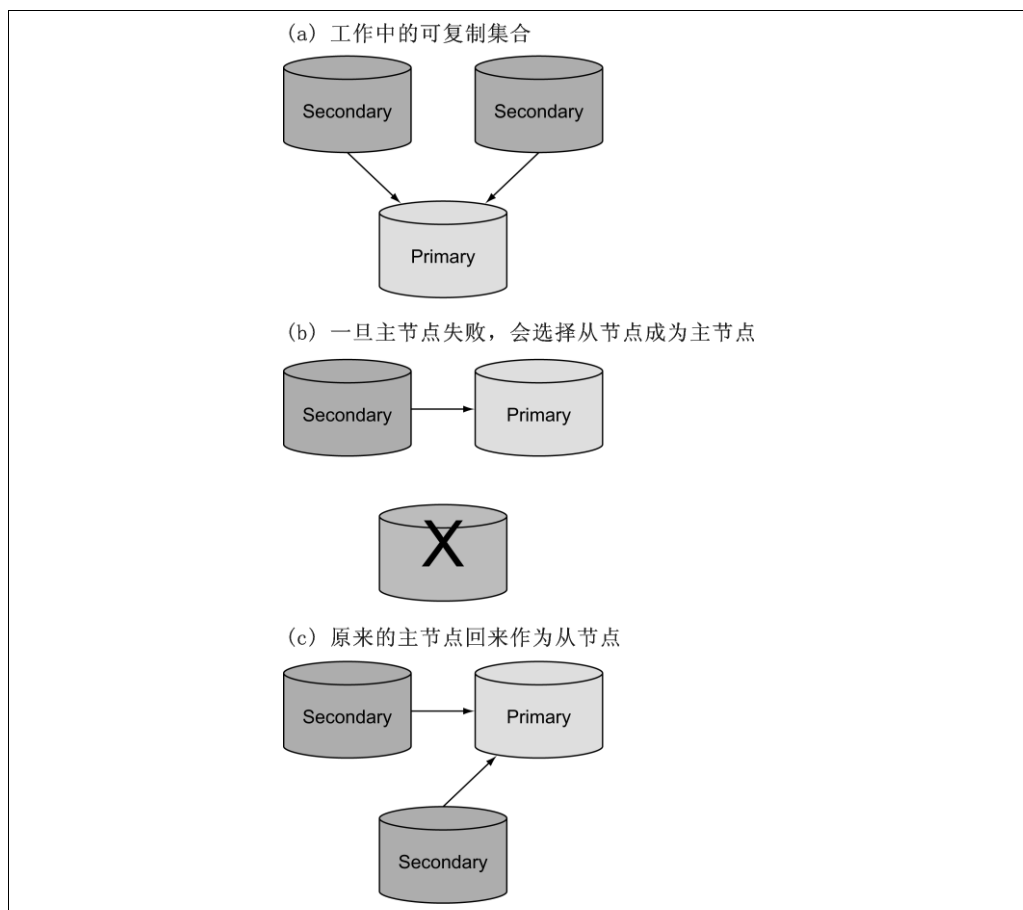 (a) 工作中的可复制集合
Secondary
Secondary
Primary
(b) 一旦主节点失败，会选择从节点成为主节点
Secondary
Primary
X
(c) 原来的主节点回来作为从节点
Secondary
Primary
Secondary